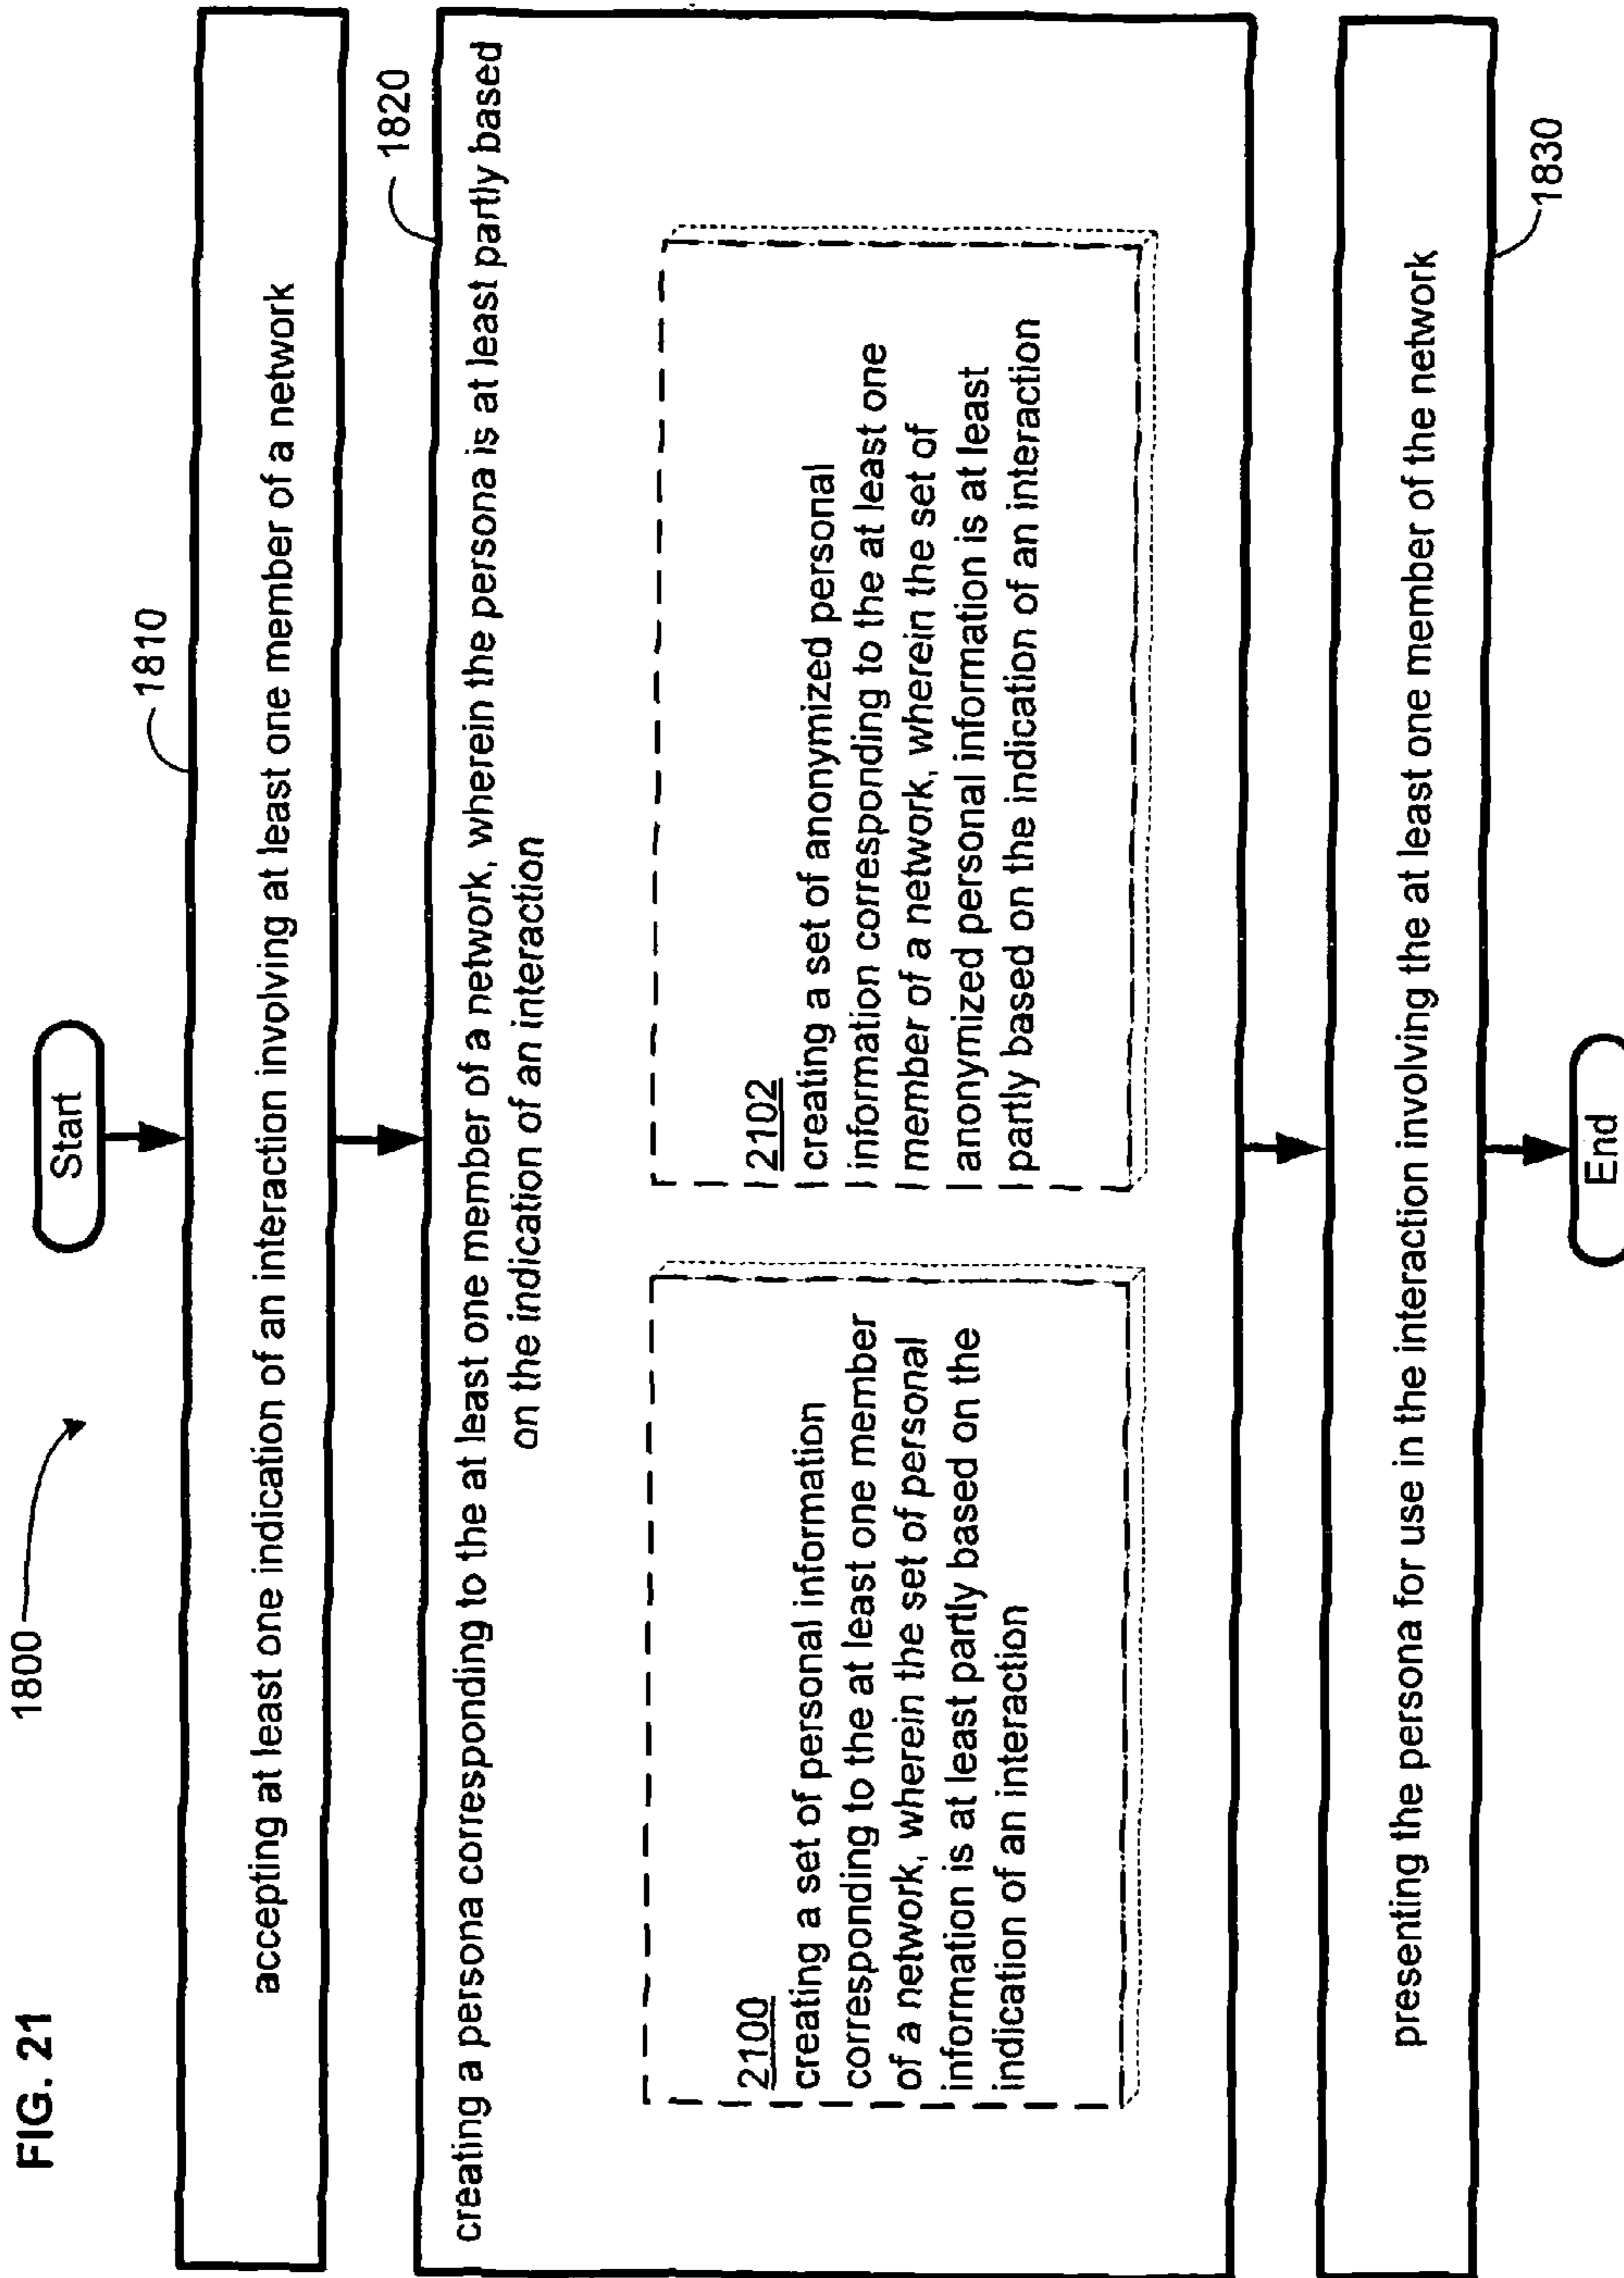 FIG. 21
1800
Start
1810
accepting at least one indication of an interaction involving at least one member of a network
1820
creating a persona corresponding to the at least one member of a network, wherein the persona is at least partly based
on the indication of an interaction
2100
creating a set of personal information
corresponding to the at least one member
of a network, wherein the set of personal
information is at least partly based on the
indication of an interaction
2102
creating a set of anonymized personal
information corresponding to the at least one
member of a network, wherein the set of
anonymized personal information is at least
partly based on the indication of an interaction
presenting the persona for use in the interaction involving the at least one member of the network
1830
End